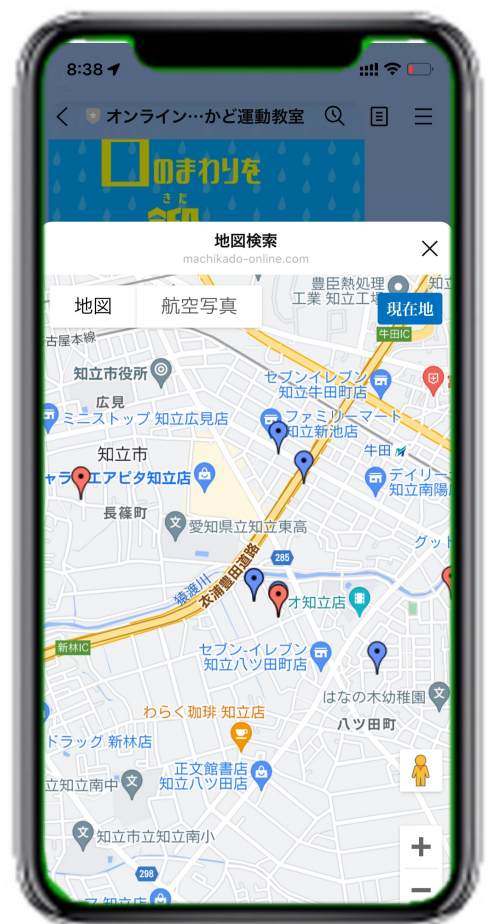 8:38
オンライン…かど運動教室
のまわりを
きた
地図検索
machikado-online.com
地図
航空写真
現在地
豊臣熱処理
工業 知立工場
知立
牛田IC
古屋本線
知立市役所
セブンイレブン
知立牛田町店
広見
ミニストップ 知立広見店
ファミリーマート
知立新池店
知立市
牛田
ャラ
エアピタ知立店
デイリー
知立南陽
長篠町
愛知県立知立東高
グット
衣浦豊田道路
285
猿渡川
オ知立店
新林IC
セブン-イレブン
知立八ツ田町店
はなの木幼稚園
八ツ田町
わらく珈琲 知立店
ドラッグ 新林店
正文館書店
知立八ツ田店
立知立南中
知立市立知立南小
298